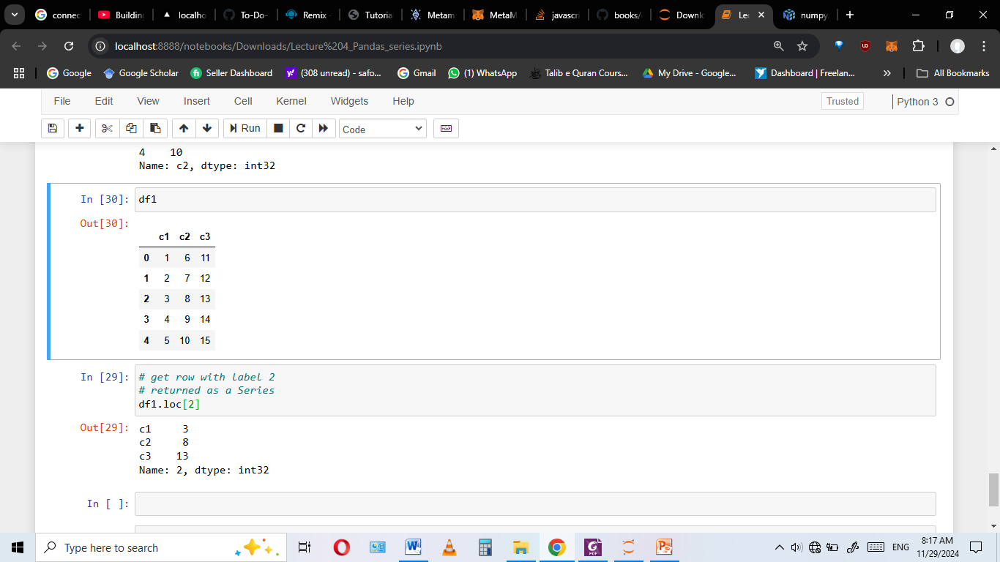 connec
Building
localho
To-Do-
Remix -
Tutoria
Metam
MetaM
javascri
books/
Downlo
Lec
numpy.
localhost:8888/notebooks/Downloads/Lecture%204_Pandas_series.ipynb
Google
Google Scholar
Seller Dashboard
(308 unread) - safo...
Gmail
(1) WhatsApp
Talib e Quran Cours...
My Drive - Google...
Dashboard | Freelan...
»
All Bookmarks
File Edit View Insert Cell Kernel Widgets Help
Trusted
Python 3
Run
Code
4 10
Name: c2, dtype: int32
In [30]: df1
Out[30]:
c1 c2 c3
0 1 6 11
1 2 7 12
2 3 8 13
3 4 9 14
4 5 10 15
In [29]: # get row with label 2
# returned as a Series
df1.loc[2]
Out[29]: c1 3
c2 8
c3 13
Name: 2, dtype: int32
In [ ]:
Type here to search
ENG
8:17 AM
11/29/2024